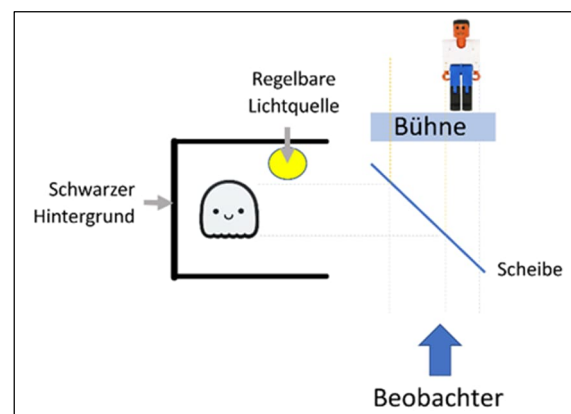 Regelbare
Lichtquelle
Bühne
Schwarzer
Hintergrund
Scheibe
Beobachter